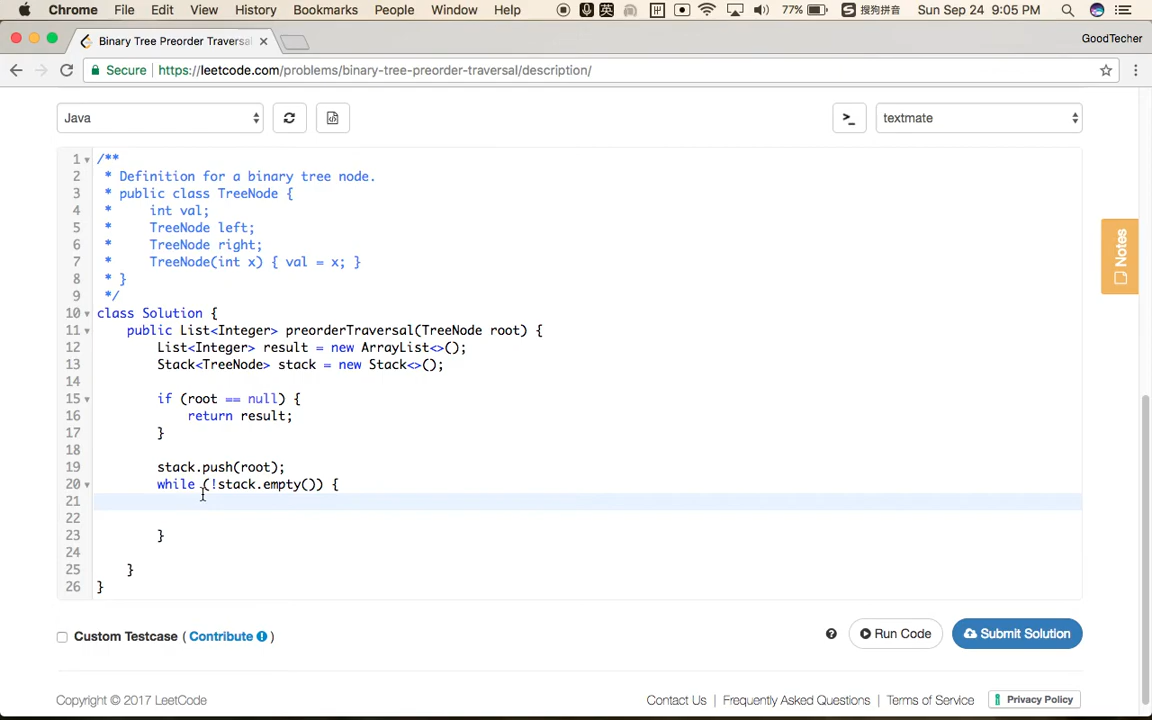 Chrome File Edit View History Bookmarks People Window Help 英 拼 77% S 搜狗拼音 Sun Sep 24 9:05 PM
Binary Tree Preorder Traversal GoodTecher
Secure https://leetcode.com/problems/binary-tree-preorder-traversal/description/
Java >_ textmate
1 /**
2 * Definition for a binary tree node.
3 * public class TreeNode {
4 *     int val;
5 *     TreeNode left;
6 *     TreeNode right;
7 *     TreeNode(int x) { val = x; }
8 * }
9 */
10 class Solution {
11     public List<Integer> preorderTraversal(TreeNode root) {
12         List<Integer> result = new ArrayList<>();
13         Stack<TreeNode> stack = new Stack<>();
14
15         if (root == null) {
16             return result;
17         }
18
19         stack.push(root);
20         while (!stack.empty()) {
21
22
23         }
24
25     }
26 }
Notes
Custom Testcase ( Contribute ) ? Run Code Submit Solution
Copyright © 2017 LeetCode Contact Us | Frequently Asked Questions | Terms of Service Privacy Policy